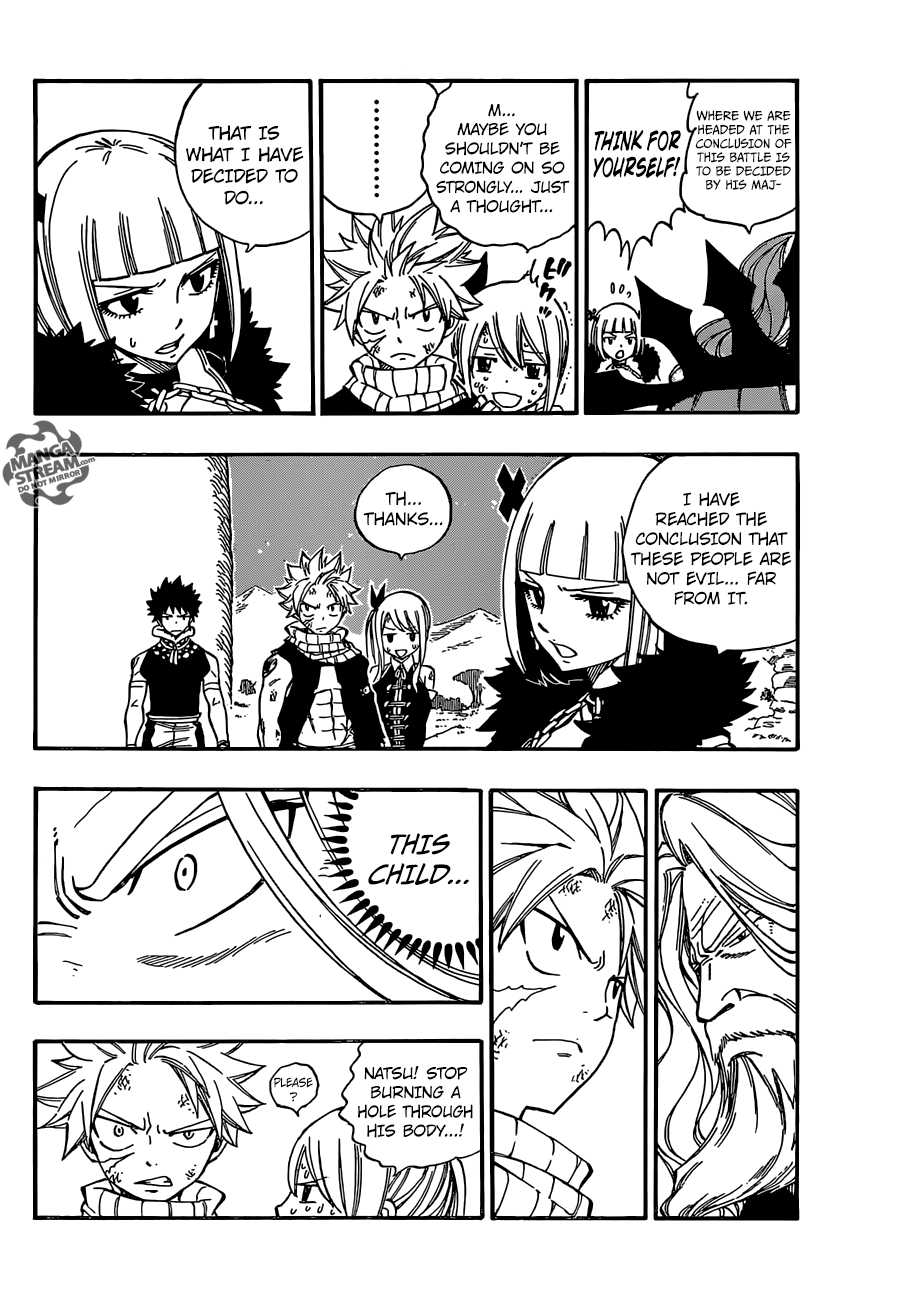 WHERE WE ARE
HEADED AT THE
CONCLUSION OF
THIS BATTLE IS
TO BE DECIDED
BY HIS MAJ-
THINK FOR
YOURSELF!
M...
MAYBE YOU
SHOULDN'T BE
COMING ON SO
STRONGLY... JUST
A THOUGHT...
.........
THAT IS
WHAT I HAVE
DECIDED TO
DO...
I HAVE
REACHED THE
CONCLUSION THAT
THESE PEOPLE ARE
NOT EVIL... FAR
FROM IT.
TH...
THANKS...
MANGA
STREAM.com
DO NOT MIRROR
THIS
CHILD...
NATSU! STOP
BURNING A
HOLE THROUGH
HIS BODY...!
PLEASE
?